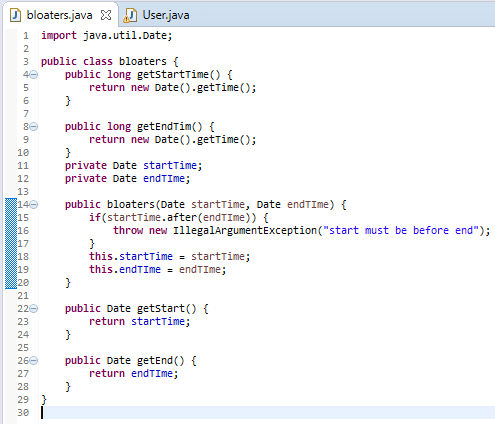 bloaters.java User.java
1 import java.util.Date;
2
3 public class bloaters {
4 public long getStartTime() {
5 return new Date().getTime();
6 }
7
8 public long getEndTim() {
9 return new Date().getTime();
10 }
11 private Date startTime;
12 private Date endTIme;
13
14 public bloaters(Date startTime, Date endTIme) {
15 if(startTime.after(endTIme)) {
16 throw new IllegalArgumentException("start must be before end");
17 }
18 this.startTime = startTime;
19 this.endTIme = endTIme;
20 }
21
22 public Date getStart() {
23 return startTime;
24 }
25
26 public Date getEnd() {
27 return endTIme;
28 }
29 }
30